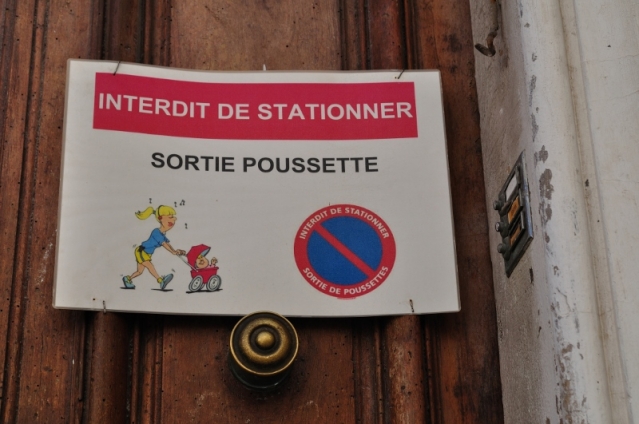 INTERDIT DE STATIONNER
SORTIE POUSSETTE
INTERDIT DE STATIONNER
SORTIE DE POUSSETTES